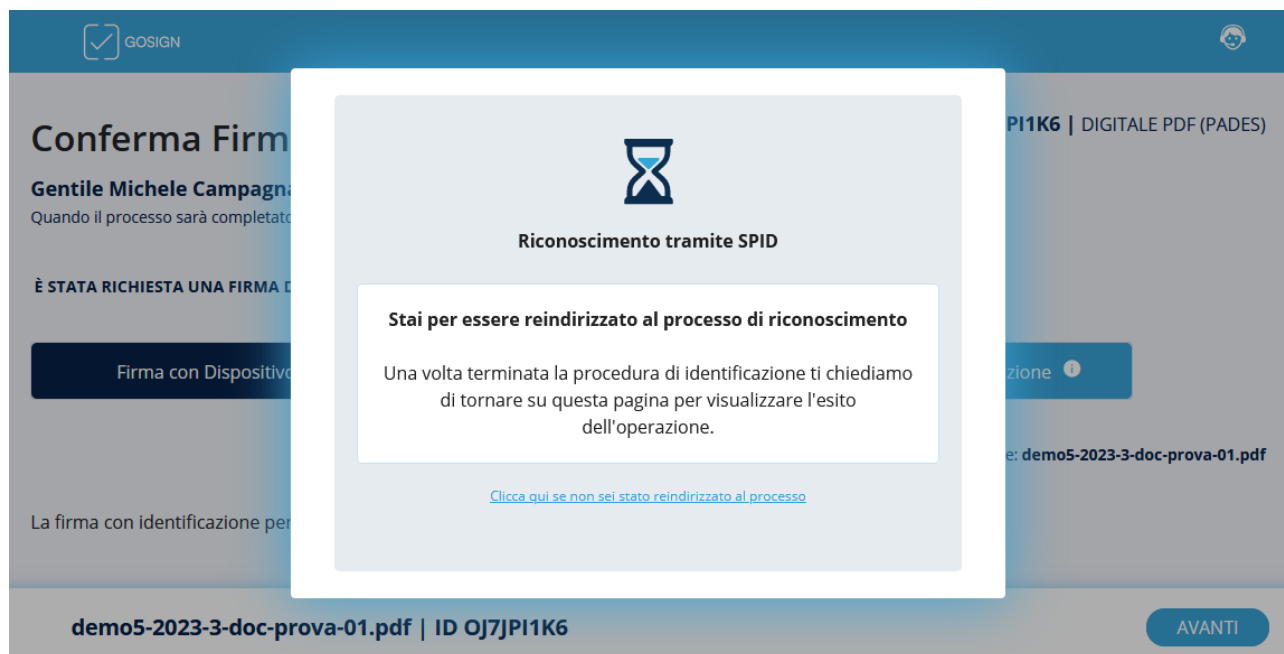 GOSIGN
Conferma Firm
PI1K6 | DIGITALE PDF (PADES)
Gentile Michele Campagna
Quando il processo sarà completato
È STATA RICHIESTA UNA FIRMA D
Firma con Dispositivo
zione
e: demo5-2023-3-doc-prova-01.pdf
La firma con identificazione per
Riconoscimento tramite SPID
Stai per essere reindirizzato al processo di riconoscimento
Una volta terminata la procedura di identificazione ti chiediamo
di tornare su questa pagina per visualizzare l'esito
dell'operazione.
Clicca qui se non sei stato reindirizzato al processo
demo5-2023-3-doc-prova-01.pdf | ID OJ7JPI1K6
AVANTI